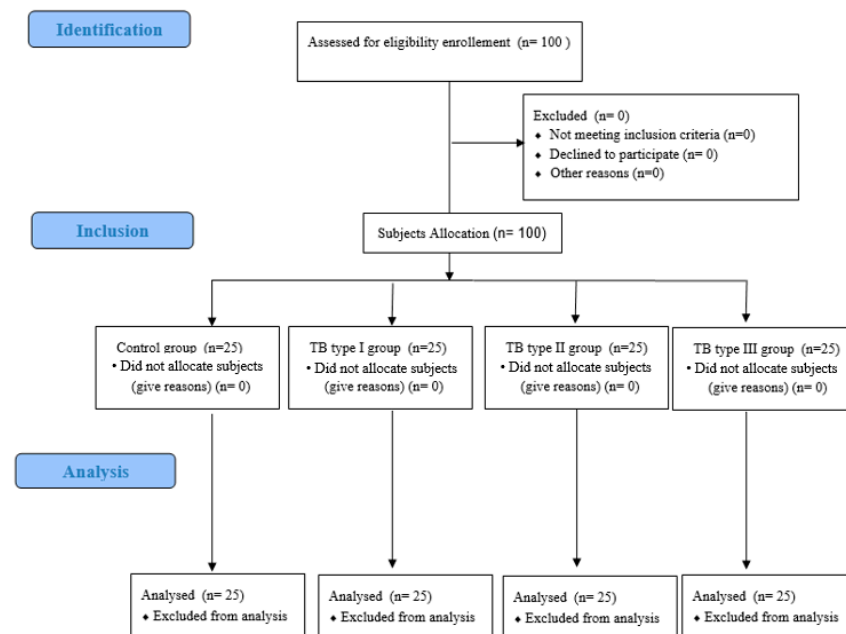 Identification
Assessed for eligibility enrollement (n= 100 )
Excluded (n= 0)
⬥ Not meeting inclusion criteria (n=0)
⬥ Declined to participate (n= 0)
⬥ Other reasons (n=0)
Inclusion
Subjects Allocation (n= 100)
Control group (n=25)
• Did not allocate subjects
(give reasons) (n= 0)
TB type I group (n=25)
• Did not allocate subjects
(give reasons) (n= 0)
TB type II group (n=25)
• Did not allocate subjects
(give reasons) (n= 0)
TB type III group (n=25)
• Did not allocate subjects
(give reasons) (n= 0)
Analysis
Analysed (n= 25)
⬥ Excluded from analysis
Analysed (n= 25)
⬥ Excluded from analysis
Analysed (n= 25)
⬥ Excluded from analysis
Analysed (n= 25)
⬥ Excluded from analysis